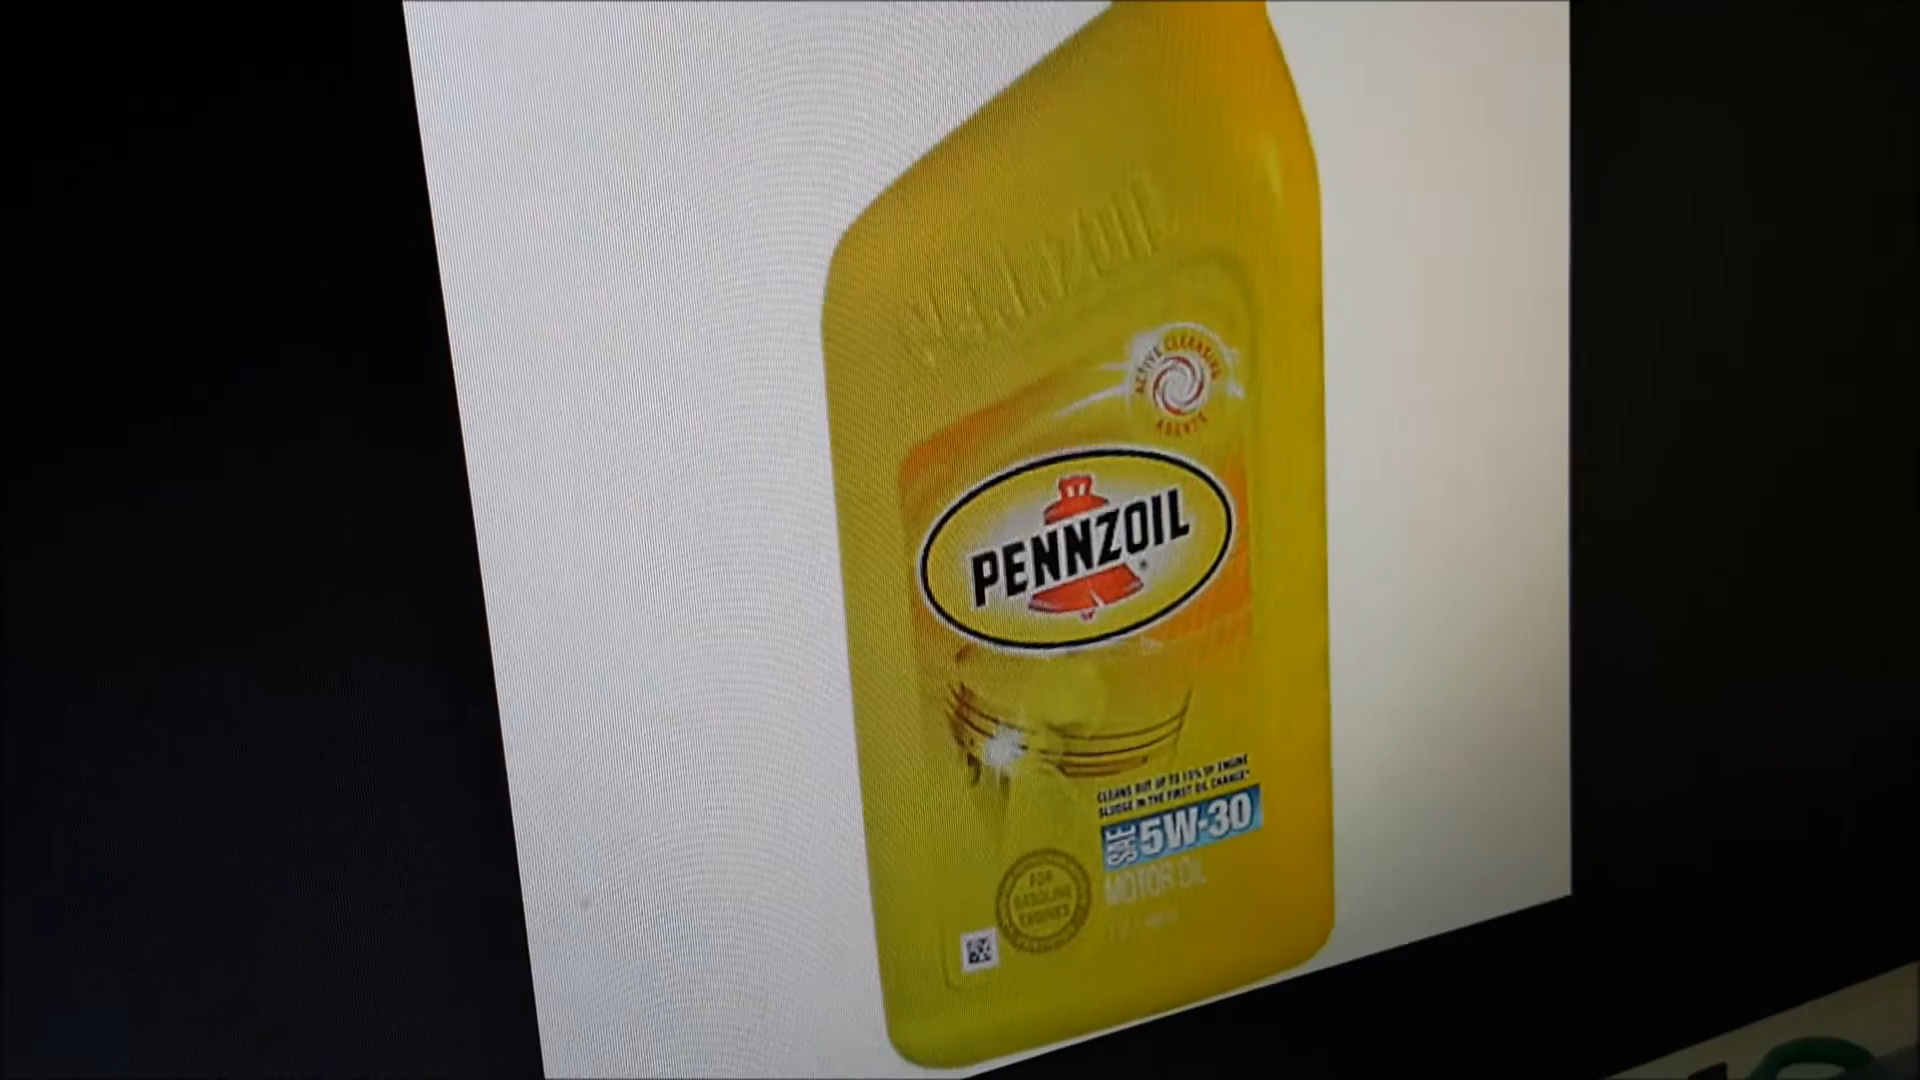 PENNZOIL
ACTIVE CLEANSING
AGENTS
PENNZOIL
CLEANS OUT UP TO 15% OF ENGINE
SLUDGE IN THE FIRST OIL CHANGE*
SAE 5W-30
MOTOR OIL
FOR
GASOLINE
ENGINES